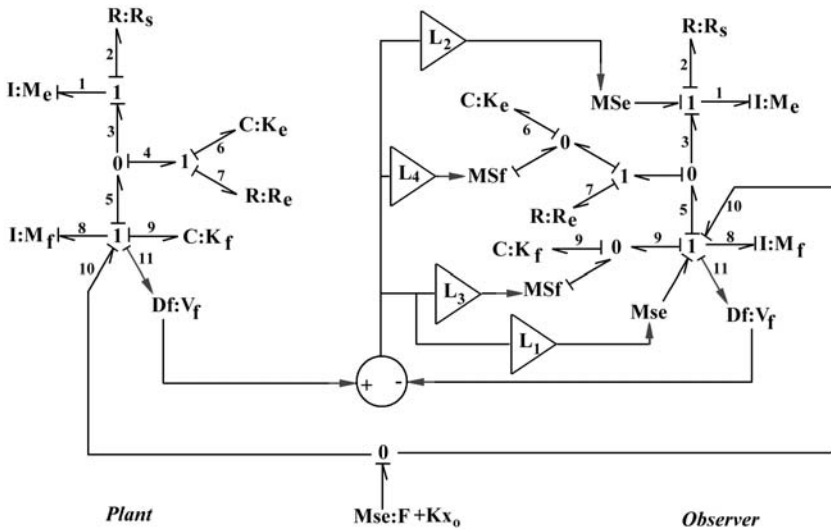 R:Rs
2
I:Me
1
1
3
0
4
1
6
C:Ke
7
R:Re
5
I:Mf
8
1
9
C:Kf
10
11
Df:Vf
L2
MSe
R:Rs
2
1
1
I:Me
3
C:Ke
6
0
L4
MSf
1
0
7
R:Re
5
10
C:Kf
9
0
9
1
8
I:Mf
11
L3
MSf
Mse
Df:Vf
L1
+
-
0
Plant
Mse:F+Kxo
Observer